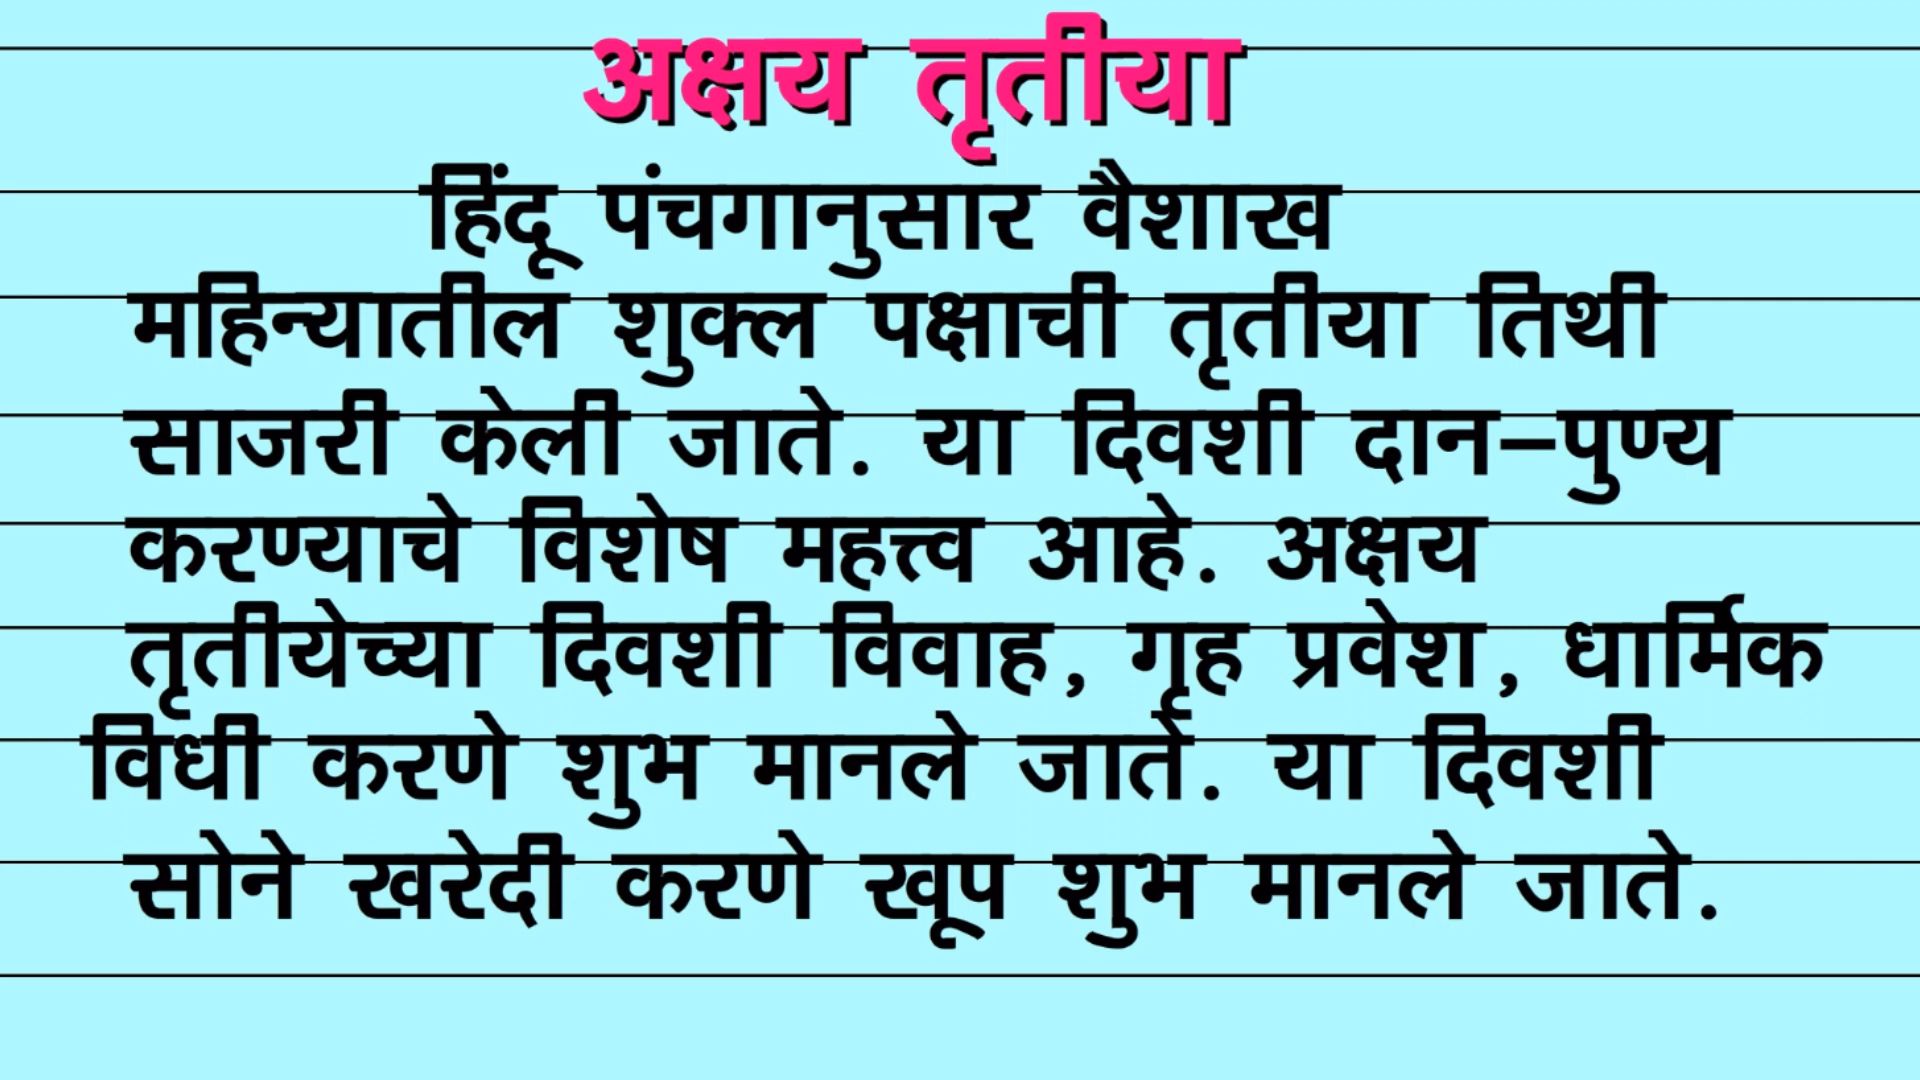 अक्षय तृतीया
हिंदू पंचगानुसार वैशाख
महिन्यातील शुक्ल पक्षाची तृतीया तिथी
साजरी केली जाते. या दिवशी दान-पुण्य
करण्याचे विशेष महत्त्व आहे. अक्षय
तृतीयेच्या दिवशी विवाह, गृह प्रवेश, धार्मिक
विधी करणे शुभ मानले जाते. या दिवशी
सोने खरेदी करणे खूप शुभ मानले जाते.